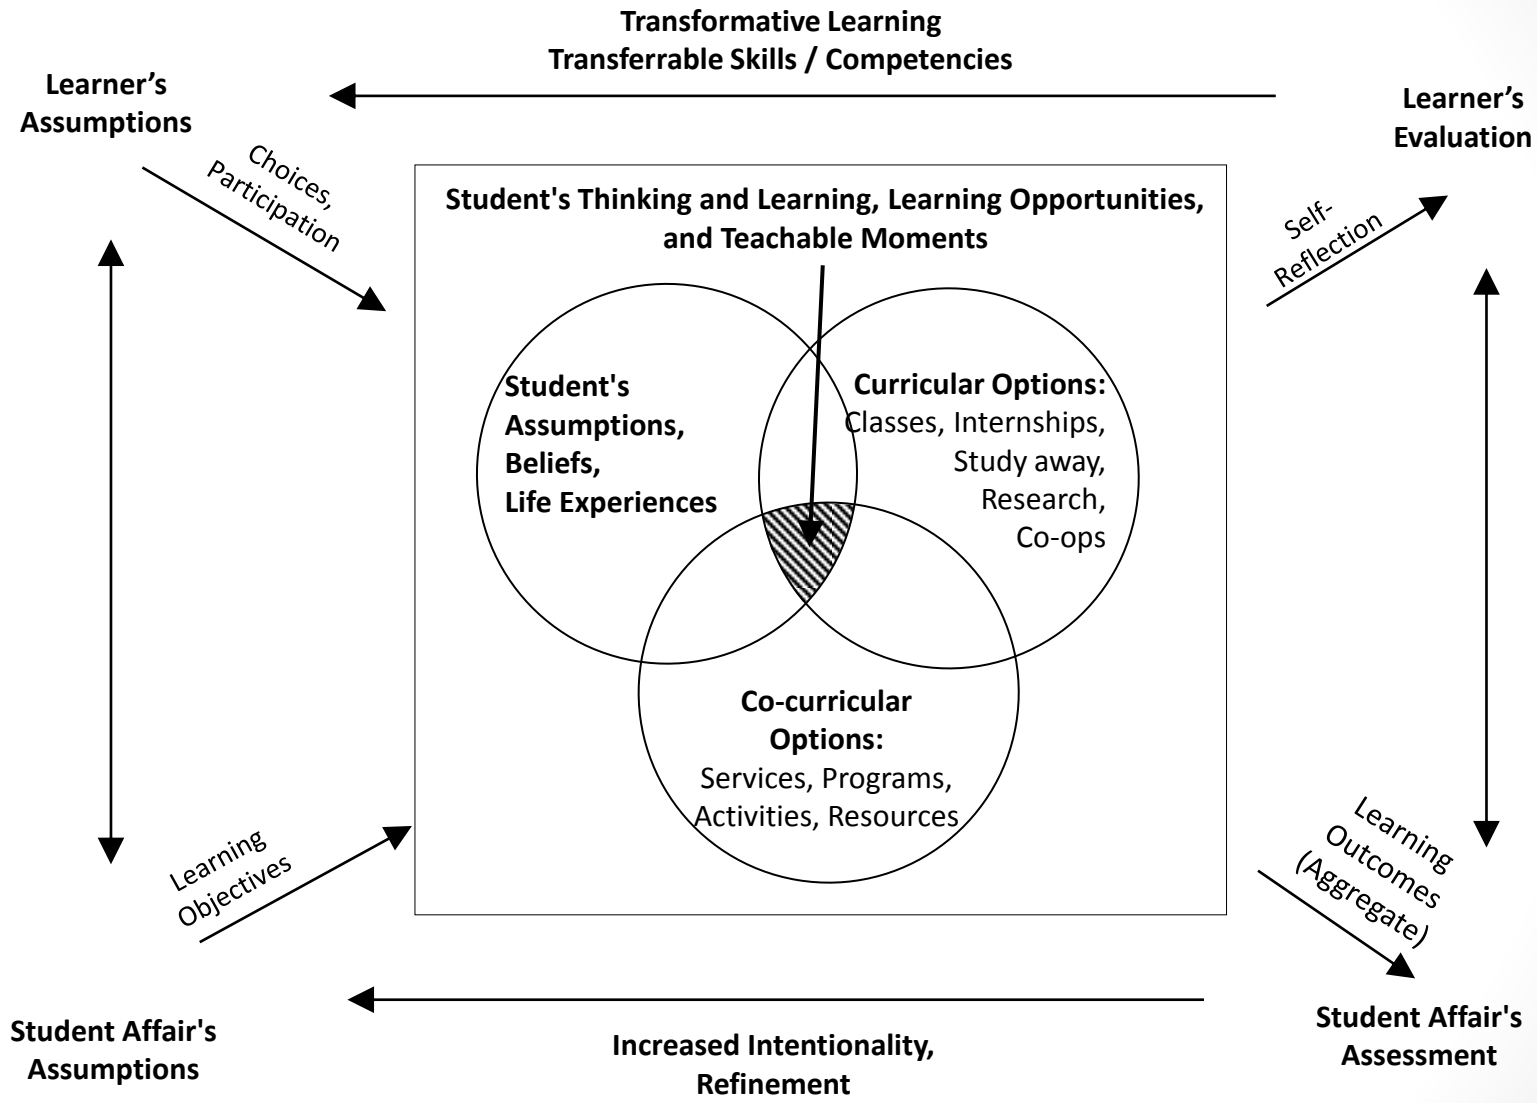 Transformative Learning
Transferrable Skills / Competencies
Learner’s
Assumptions
Learner’s
Evaluation
Choices,
Participation
Self-
Reflection
Student's Thinking and Learning, Learning Opportunities,
and Teachable Moments
Student's
Assumptions,
Beliefs,
Life Experiences
Curricular Options:
Classes, Internships,
Study away,
Research,
Co-ops
Co-curricular
Options:
Services, Programs,
Activities, Resources
Learning
Objectives
Learning
Outcomes
(Aggregate)
Student Affair's
Assumptions
Increased Intentionality,
Refinement
Student Affair's
Assessment